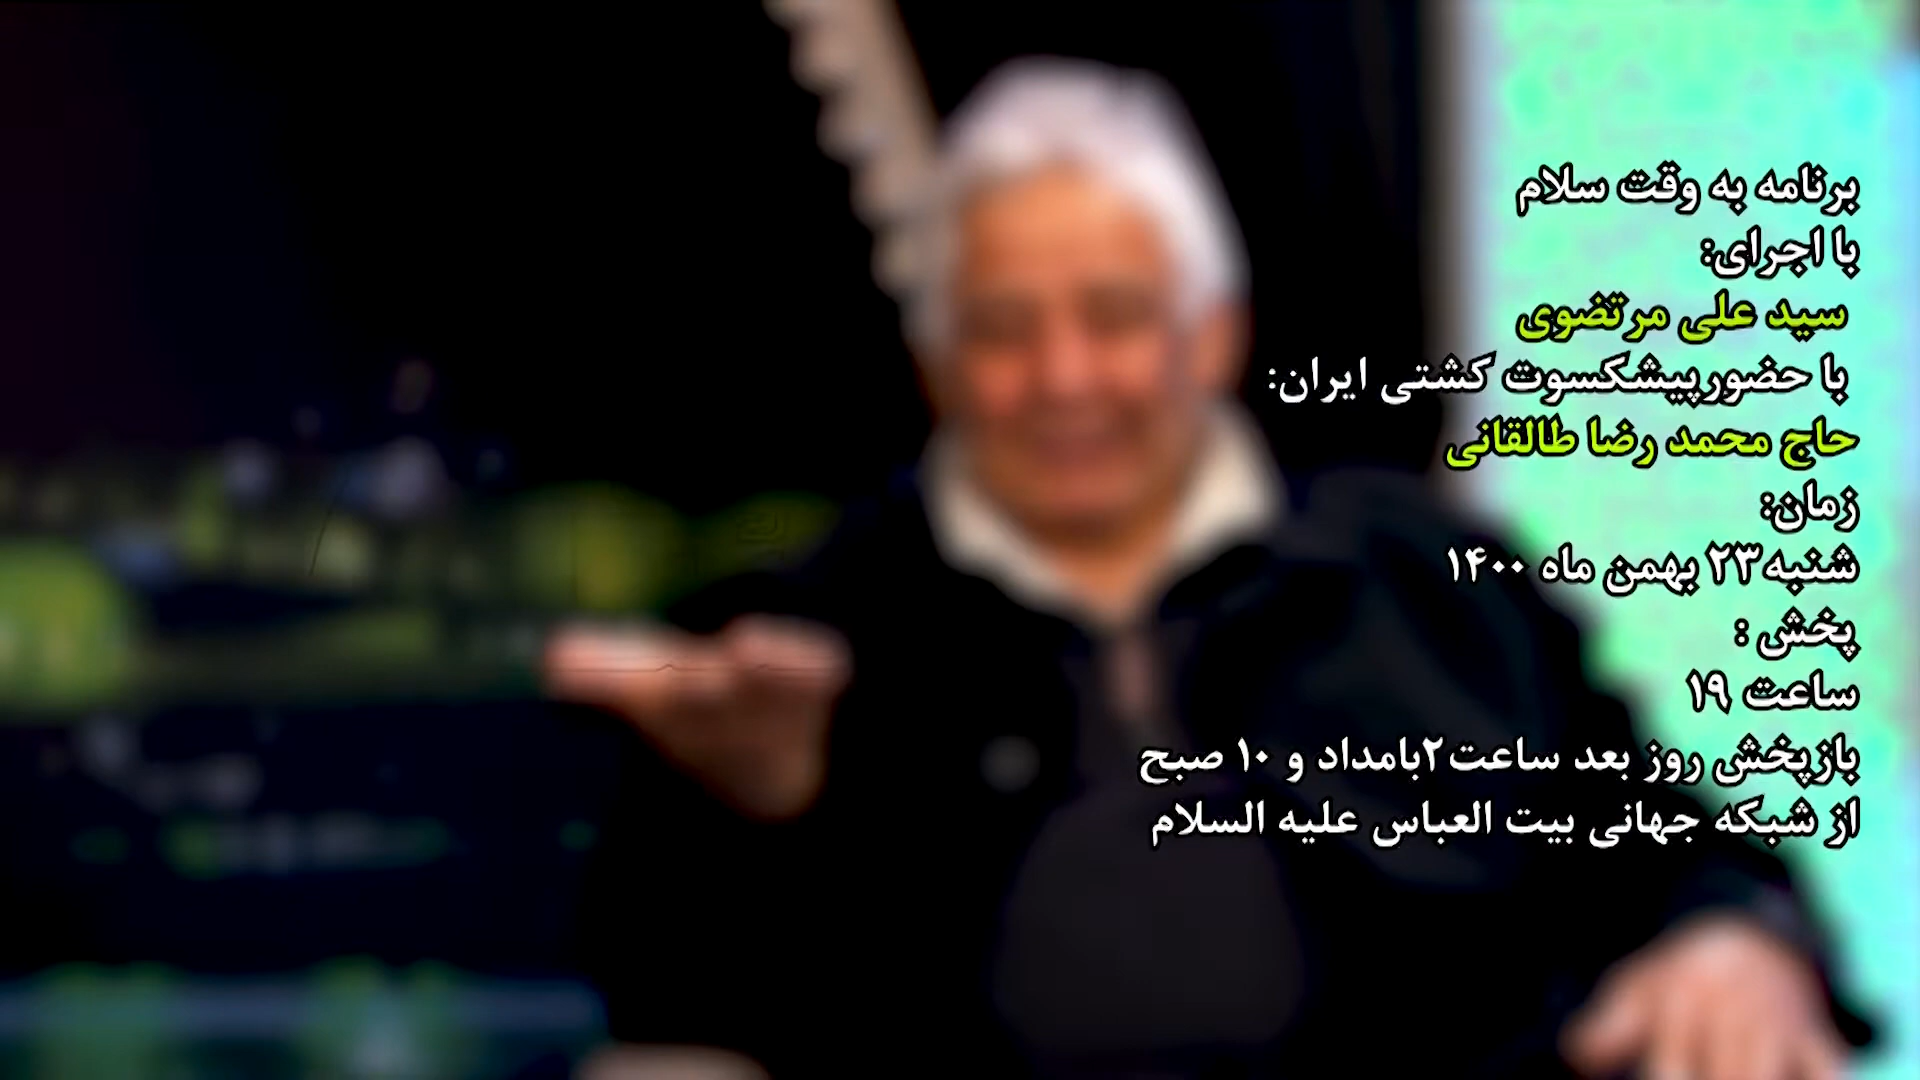 برنامه به وقت سلام
با اجرای:
سید علی مرتضوی
با حضورپیشکسوت کشتی ایران:
حاج محمد رضا طالقانی
زمان:
شنبه۲۳ بهمن ماه ۱۴۰۰
پخش :
ساعت ۱۹
بازپخش روز بعد ساعت۲بامداد و ۱۰ صبح
از شبکه جهانی بیت العباس علیه السلام